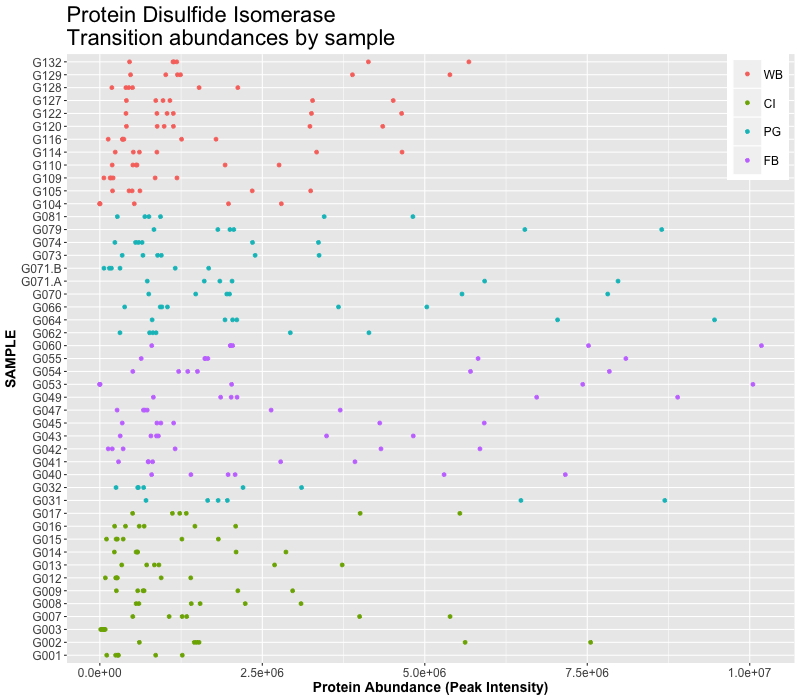 Protein Disulfide Isomerase
Transition abundances by sample
WB
CI
PG
FB
SAMPLE
G132
G129
G128
G127
G122
G120
G116
G114
G110
G109
G105
G104
G081
G079
G074
G073
G071.B
G071.A
G070
G066
G064
G062
G060
G055
G054
G053
G049
G047
G045
G043
G042
G041
G040
G032
G031
G017
G016
G015
G014
G013
G012
G009
G008
G007
G003
G002
G001
0.0e+00 2.5e+06 5.0e+06 7.5e+06 1.0e+07
Protein Abundance (Peak Intensity)